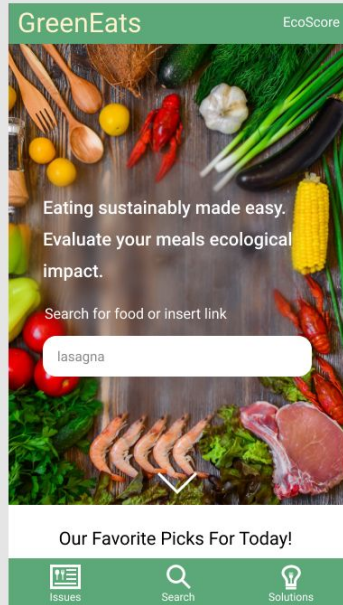 GreenEats
EcoScore
Eating sustainably made easy.
Evaluate your meals ecological
impact.
Search for food or insert link
lasagna
Our Favorite Picks For Today!
Issues
Search
Solutions